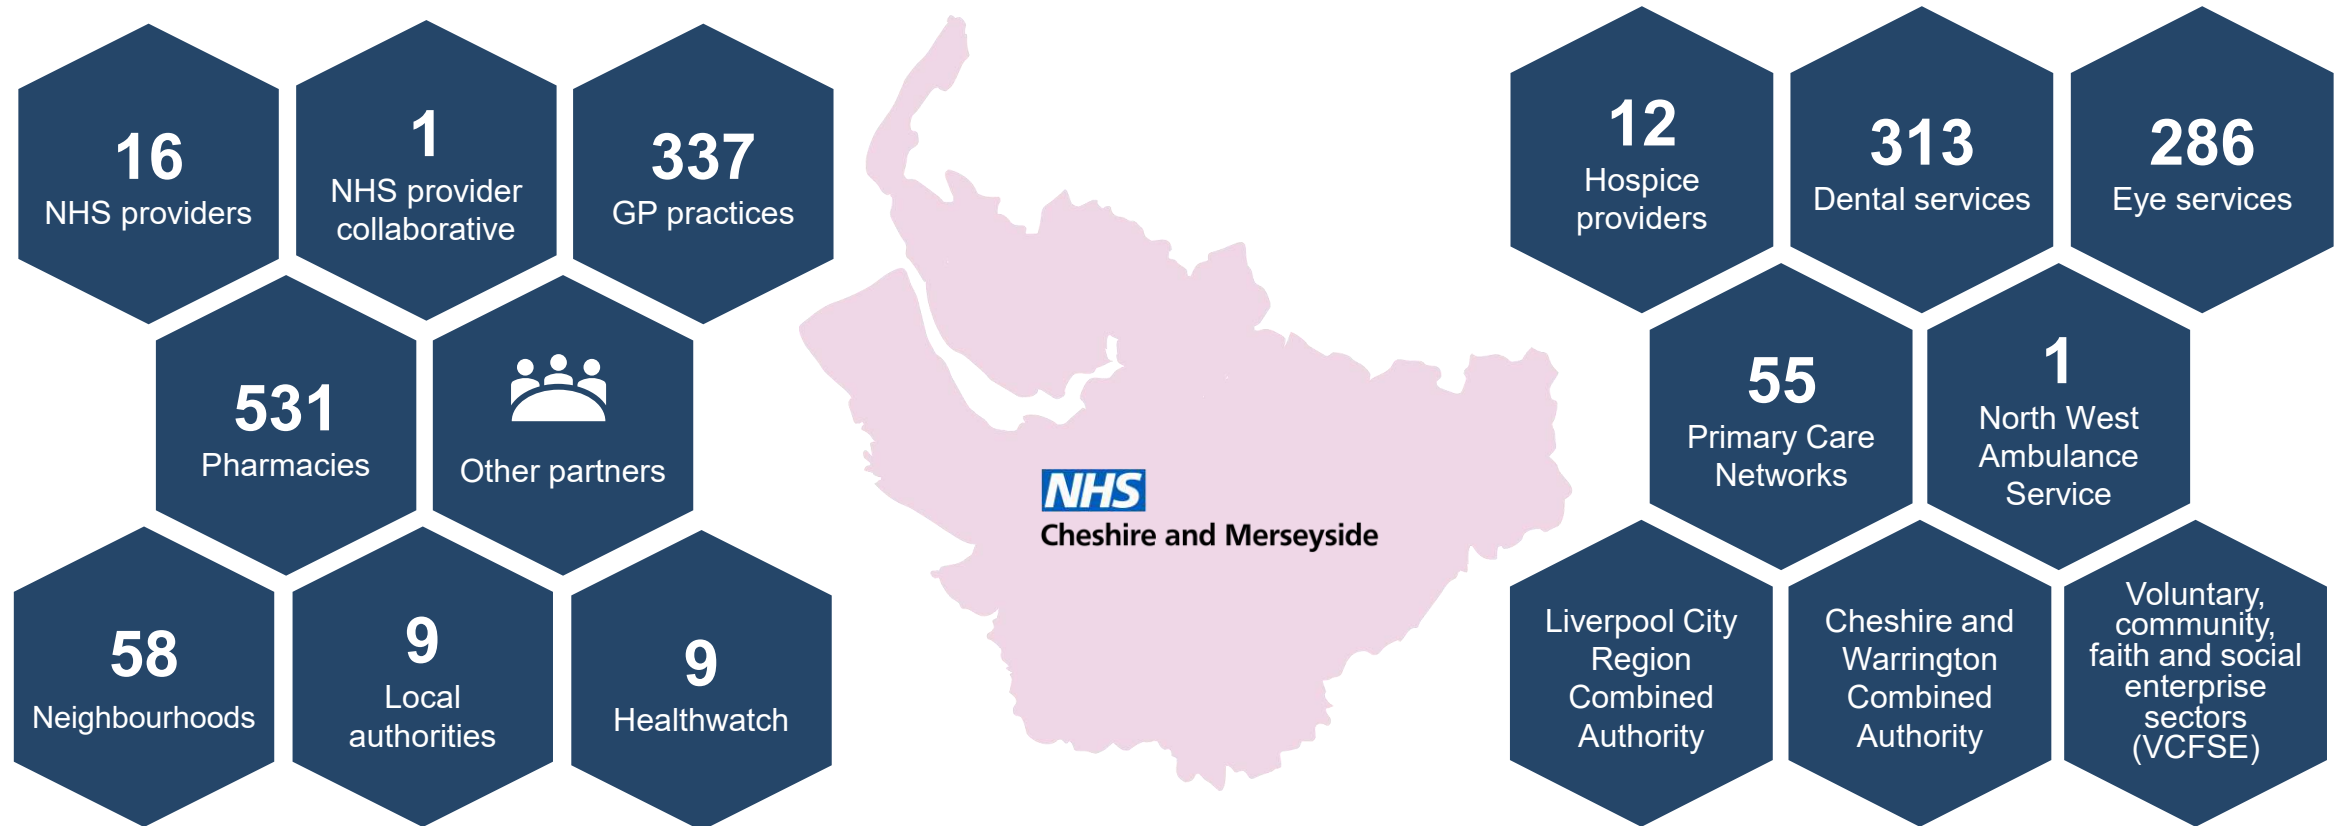 16
NHS providers
1
NHS provider
collaborative
337
GP practices
531
Pharmacies
Other partners
58
Neighbourhoods
9
Local
authorities
9
Healthwatch
NHS
Cheshire and Merseyside
12
Hospice
providers
313
Dental services
286
Eye services
55
Primary Care
Networks
1
North West
Ambulance
Service
Liverpool City
Region
Combined
Authority
Cheshire and
Warrington
Combined
Authority
Voluntary,
community,
faith and social
enterprise
sectors
(VCFSE)